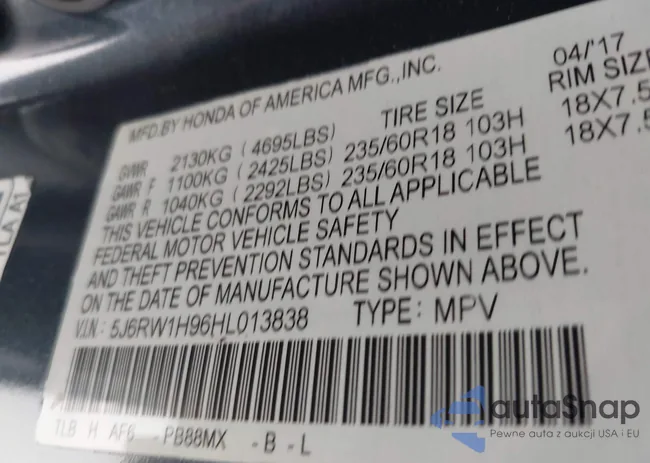 MFD.BY HONDA OF AMERICA MFG.,INC. 04/'17
TIRE SIZE RIM SIZE
GVWR 2130KG (4695LBS)
GAWR F 1100KG (2425LBS) 235/60R18 103H 18X7.5
GAWR R 1040KG (2292LBS) 235/60R18 103H 18X7.5
THIS VEHICLE CONFORMS TO ALL APPLICABLE
FEDERAL MOTOR VEHICLE SAFETY
AND THEFT PREVENTION STANDARDS IN EFFECT
ON THE DATE OF MANUFACTURE SHOWN ABOVE.
V.I.N: 5J6RW1H96HL013838 TYPE: MPV
TLB H AF6 -PB88MX -B-L
autaSnap
Pewne auta z aukcji USA i EU